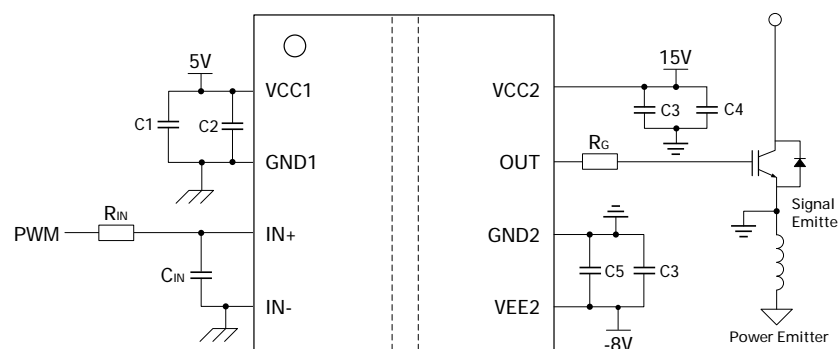 5V
VCC1
C1
C2
GND1
RIN
PWM
IN+
CIN
IN-
15V
VCC2
C3
C4
RG
OUT
Signal
Emitte
GND2
C5
C3
VEE2
-8V
Power Emitter